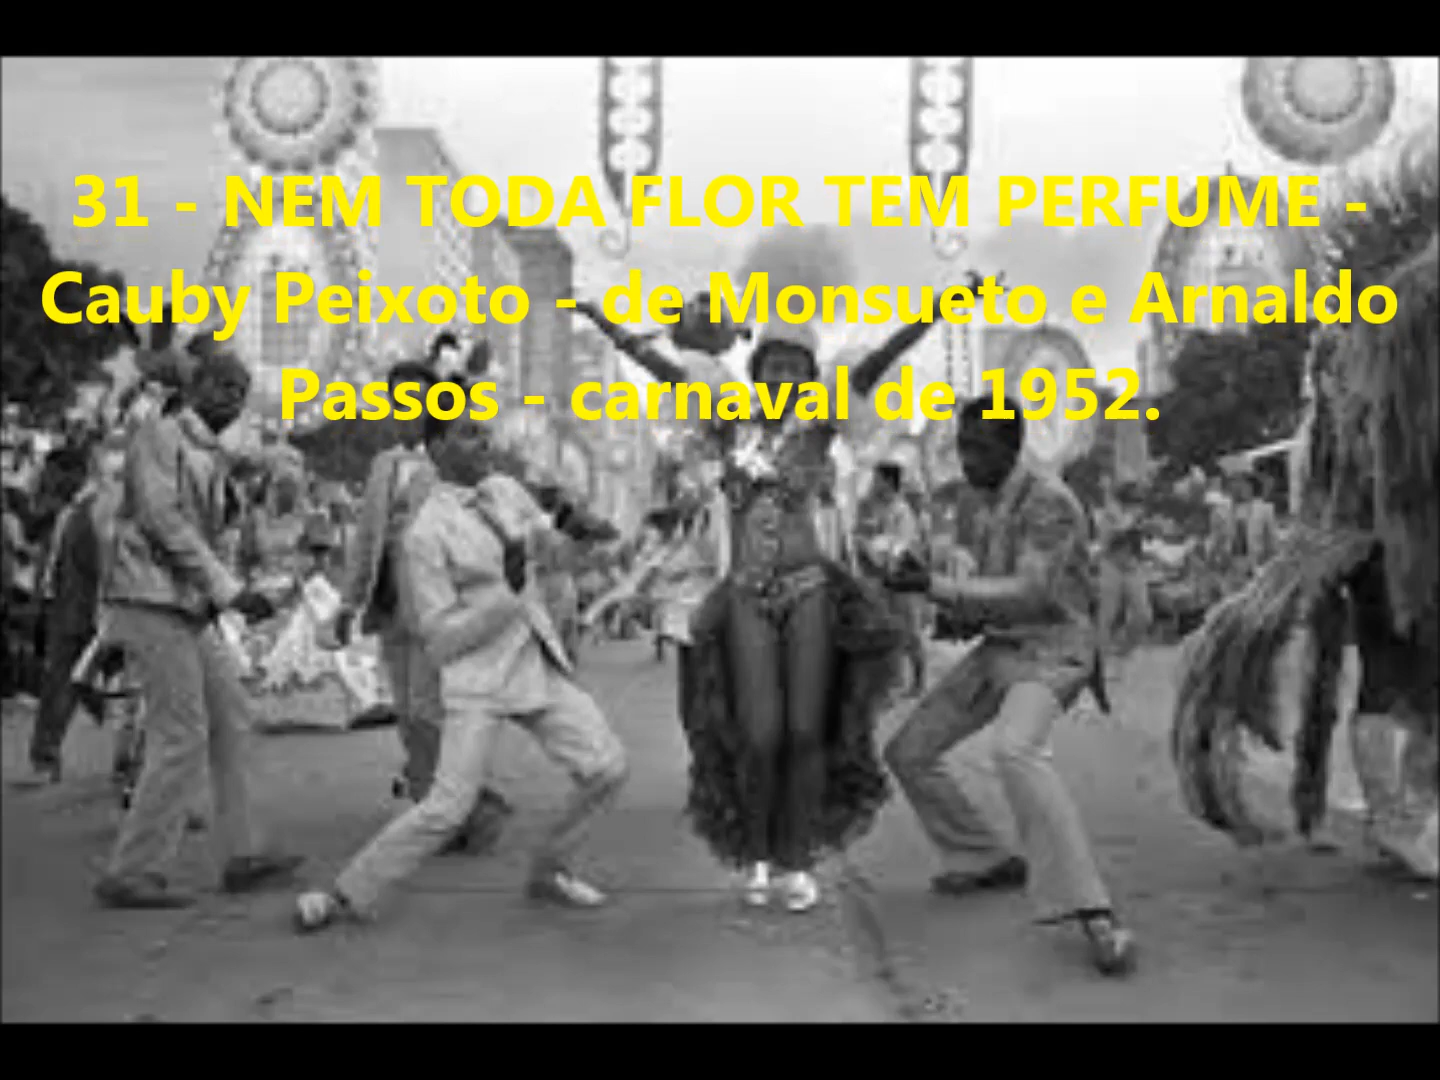 31 - NEM TODA FLOR TEM PERFUME -
Cauby Peixoto - de Monsueto e Arnaldo
Passos - carnaval de 1952.